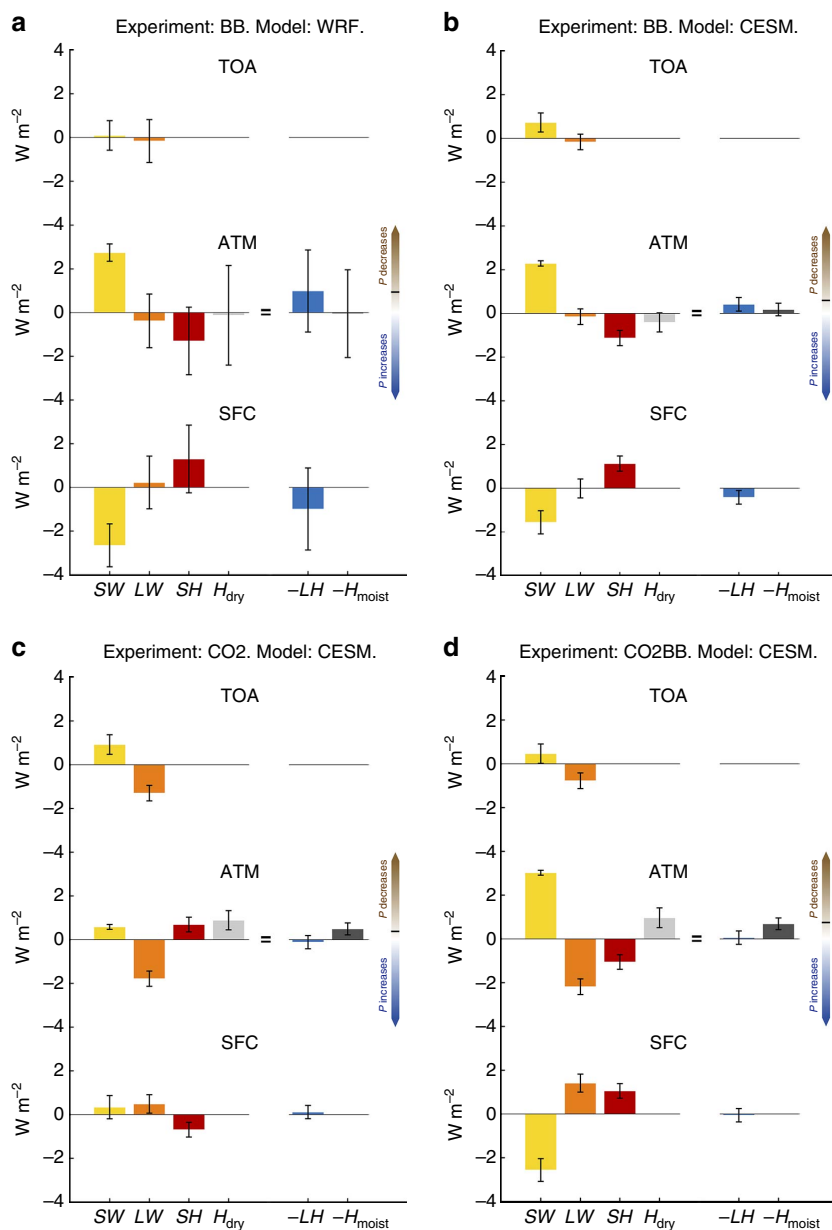 a
Experiment: BB. Model: WRF.
4
TOA
2
0
−2
W m−2
−4
ATM
2
0
−2
W m−2
=
P decreases
P increases
−4
SFC
2
0
−2
W m−2
−4
SW LW SH Hdry −LH −Hmoist
b
Experiment: BB. Model: CESM.
4
TOA
2
0
−2
W m−2
−4
ATM
2
0
−2
W m−2
=
P decreases
P increases
−4
SFC
2
0
−2
W m−2
−4
SW LW SH Hdry −LH −Hmoist
c
Experiment: CO2. Model: CESM.
4
TOA
2
0
−2
W m−2
−4
ATM
2
0
−2
W m−2
=
P decreases
P increases
−4
SFC
2
0
−2
W m−2
−4
SW LW SH Hdry −LH −Hmoist
d
Experiment: CO2BB. Model: CESM.
4
TOA
2
0
−2
W m−2
−4
ATM
2
0
−2
W m−2
=
P decreases
P increases
−4
SFC
2
0
−2
W m−2
−4
SW LW SH Hdry −LH −Hmoist